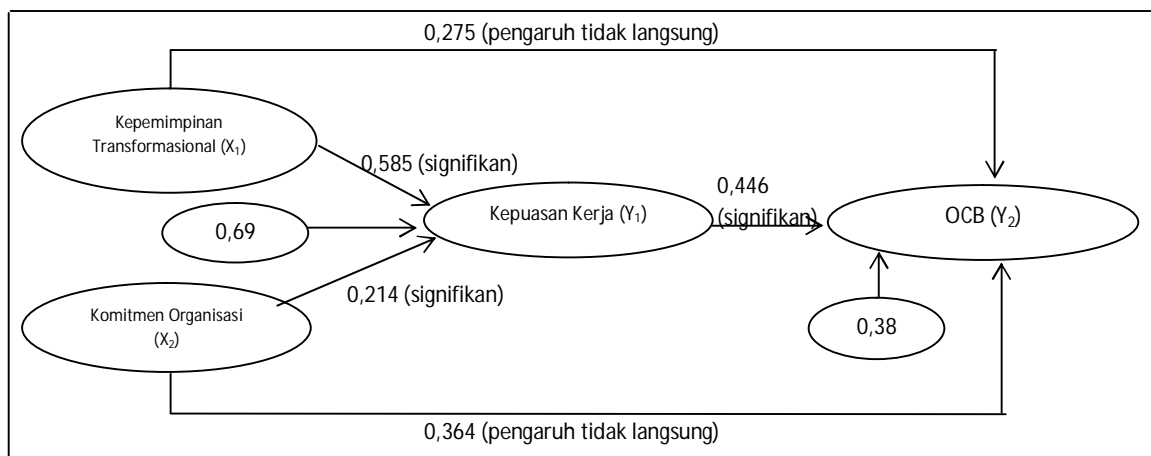 0,275 (pengaruh tidak langsung)
Kepemimpinan
Transformasional (X₁)
0,585 (signifikan)
0,446
(signifikan)
Kepuasan Kerja (Y₁)
OCB (Y₂)
0,69
0,214 (signifikan)
Komitmen Organisasi
(X₂)
0,38
0,364 (pengaruh tidak langsung)